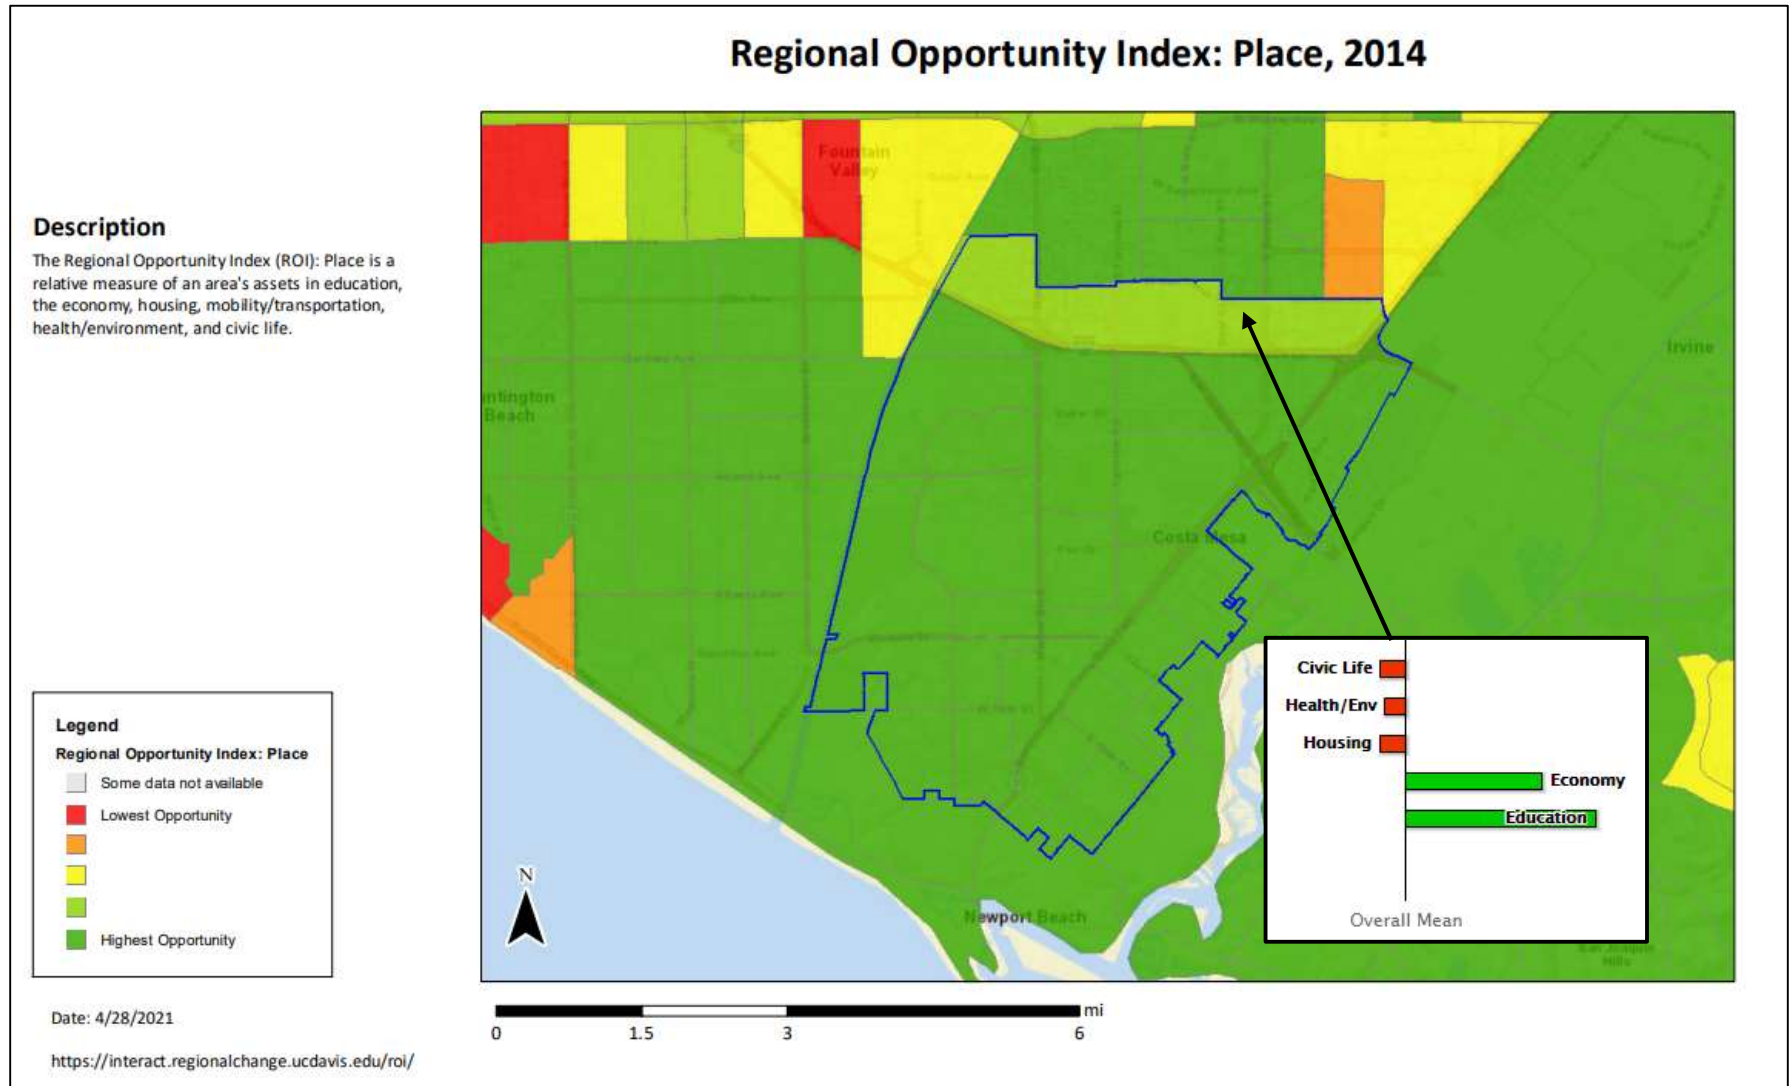 Regional Opportunity Index: Place, 2014
Description
The Regional Opportunity Index (ROI): Place is a
relative measure of an area's assets in education,
the economy, housing, mobility/transportation,
health/environment, and civic life.
Fountain
Valley
Irvine
ntington
Beach
Costa Mesa
Newport Beach
San Joaquin
Hills
Civic Life
Health/Env
Housing
Economy
Education
Overall Mean
Legend
Regional Opportunity Index: Place
Some data not available
Lowest Opportunity
Highest Opportunity
N
mi
0 1.5 3 6
Date: 4/28/2021
https://interact.regionalchange.ucdavis.edu/roi/